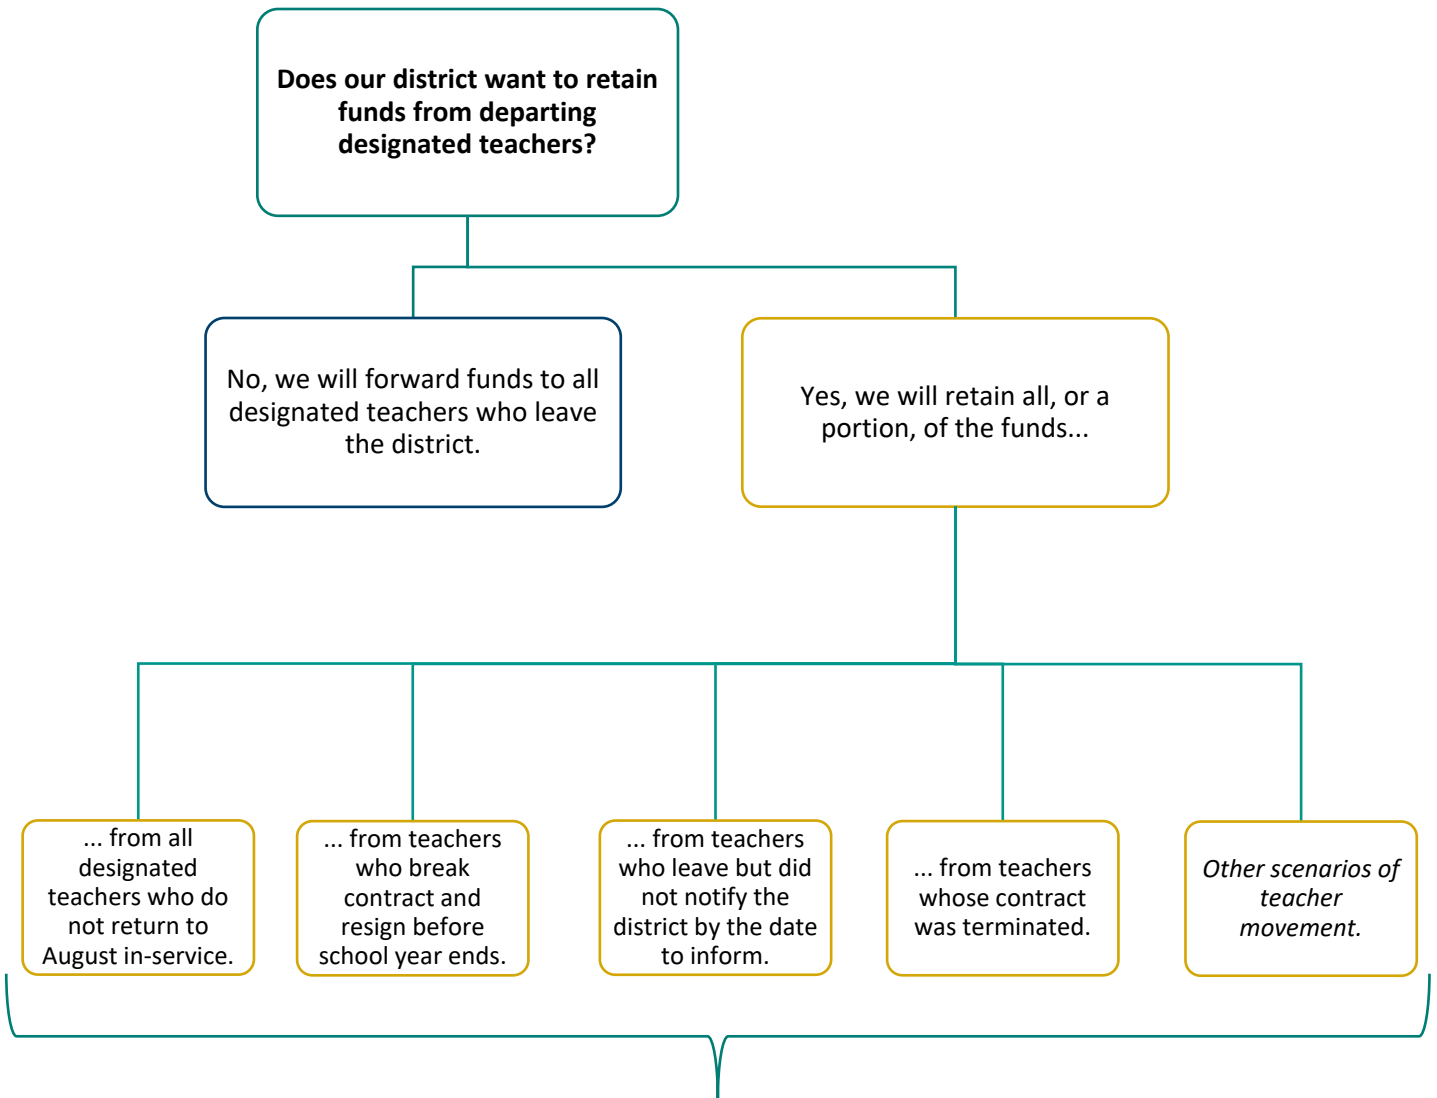 Does our district want to retain
funds from departing
designated teachers?
No, we will forward funds to all
designated teachers who leave
the district.
Yes, we will retain all, or a
portion, of the funds...
... from all
designated
teachers who do
not return to
August in-service.
... from teachers
who break
contract and
resign before
school year ends.
... from teachers
who leave but did
not notify the
district by the date
to inform.
... from teachers
whose contract
was terminated.
Other scenarios of
teacher
movement.